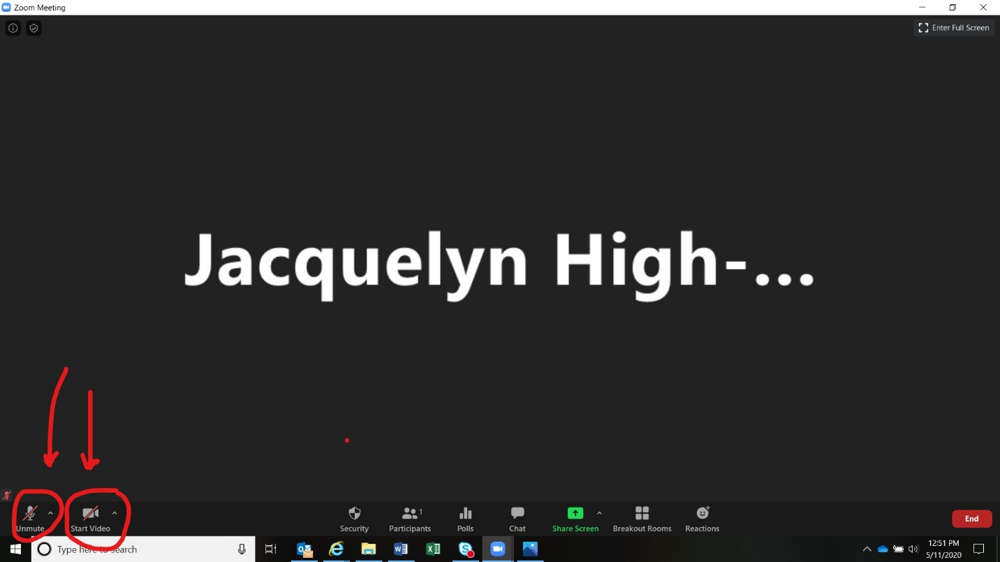 Zoom Meeting
Enter Full Screen
Jacquelyn High-...
Unmute
Start Video
Security
Participants
1
Polls
Chat
Share Screen
Breakout Rooms
Reactions
End
Type here to search
12:51 PM
5/11/2020